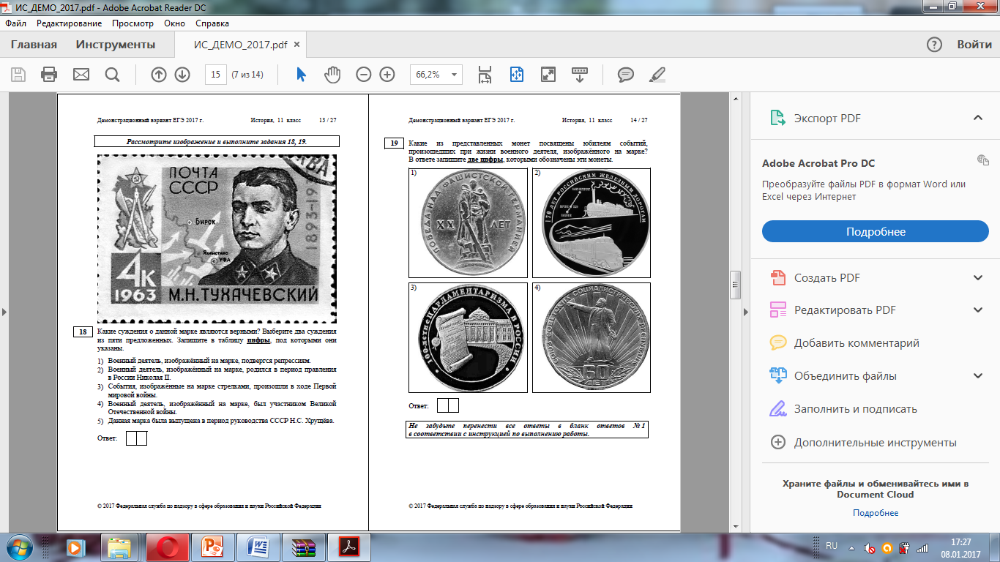 ИС_ДЕМО_2017.pdf - Adobe Acrobat Reader DC
Файл Редактирование Просмотр Окно Справка
Главная Инструменты ИС_ДЕМО_2017.pdf × Войти
15 (7 из 14) 66,2%
Демонстрационный вариант ЕГЭ 2017 г. История, 11 класс 13 / 27
Рассмотрите изображение и выполните задания 18, 19.
КВА
ПОЧТА
СССР
1893-19
БИРСК
УФА
4К
1963
М.Н.ТУХАЧЕВСКИЙ
18 Какие суждения о данной марке являются верными? Выберите два суждения
из пяти предложенных. Запишите в таблицу цифры, под которыми они
указаны.
1) Военный деятель, изображённый на марке, подвергся репрессиям.
2) Военный деятель, изображённый на марке, родился в период правления
в России Николая II.
3) События, изображённые на марке стрелками, произошли в ходе Первой
мировой войны.
4) Военный деятель, изображённый на марке, был участником Великой
Отечественной войны.
5) Данная марка была выпущена в период руководства СССР Н.С. Хрущёва.
Ответ:
© 2017 Федеральная служба по надзору в сфере образования и науки Российской Федерации
Демонстрационный вариант ЕГЭ 2017 г. История, 11 класс 14 / 27
19 Какие из представленных монет посвящены юбилеям событий,
произошедших при жизни военного деятеля, изображённого на марке?
В ответе запишите две цифры, которыми обозначены эти монеты.
1)
ПОБЕДА НАД ФАШИСТСКОЙ ГЕРМАНИЕЙ
XX ЛЕТ
2)
170 ЛЕТ РОССИЙСКИМ ЖЕЛЕЗНЫМ ДОРОГАМ
3)
100-летие ПАРЛАМЕНТАРИЗМА В РОССИИ
4)
СОЮЗ СОВЕТСКИХ СОЦИАЛИСТИЧЕСКИХ РЕСПУБЛИК
60
ЛЕТ
Ответ:
Не забудьте перенести все ответы в бланк ответов № 1
в соответствии с инструкцией по выполнению работы.
© 2017 Федеральная служба по надзору в сфере образования и науки Российской Федерации
Экспорт PDF
Adobe Acrobat Pro DC
Преобразуйте файлы PDF в формат Word или
Excel через Интернет
Подробнее
Создать PDF
Редактировать PDF
Добавить комментарий
Объединить файлы
Заполнить и подписать
Дополнительные инструменты
Храните файлы и обменивайтесь ими в
Document Cloud
Подробнее
RU
17:27
08.01.2017